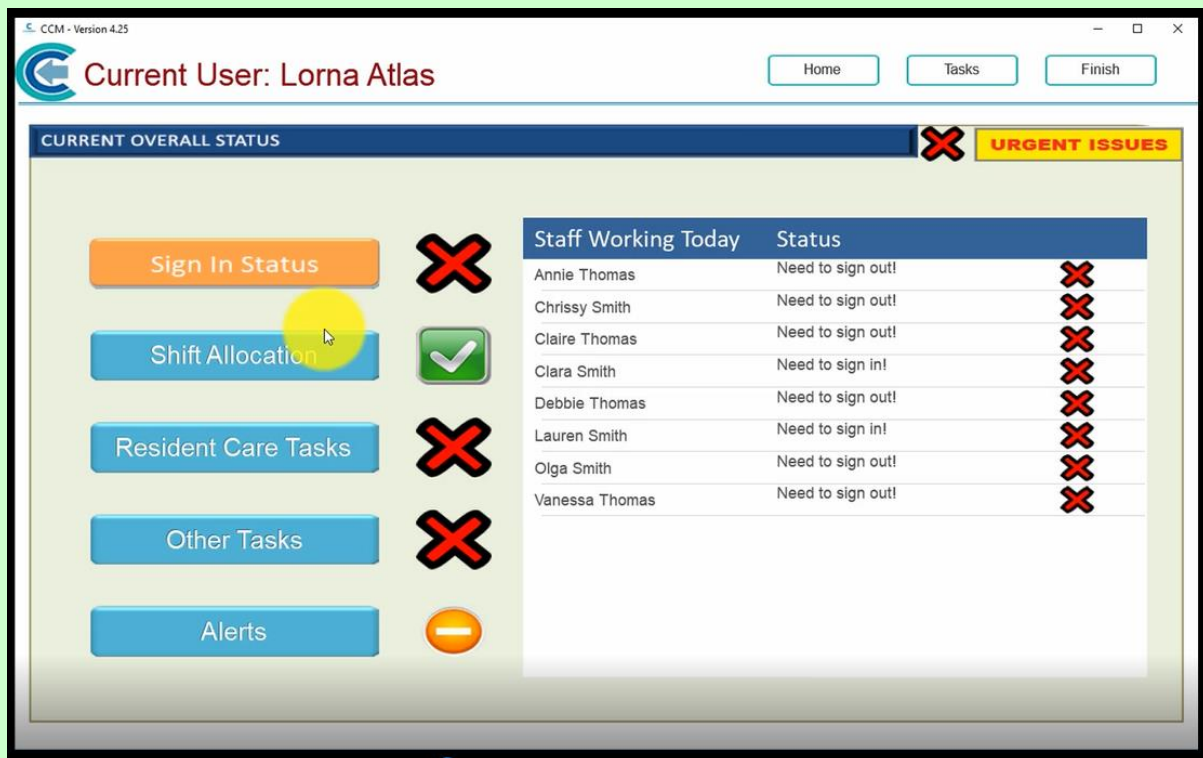 CCM - Version 4.25
Current User: Lorna Atlas
Home
Tasks
Finish
CURRENT OVERALL STATUS
URGENT ISSUES
Sign In Status
Shift Allocation
Resident Care Tasks
Other Tasks
Alerts
Staff Working Today Status
Annie Thomas Need to sign out!
Chrissy Smith Need to sign out!
Claire Thomas Need to sign out!
Clara Smith Need to sign in!
Debbie Thomas Need to sign out!
Lauren Smith Need to sign in!
Olga Smith Need to sign out!
Vanessa Thomas Need to sign out!